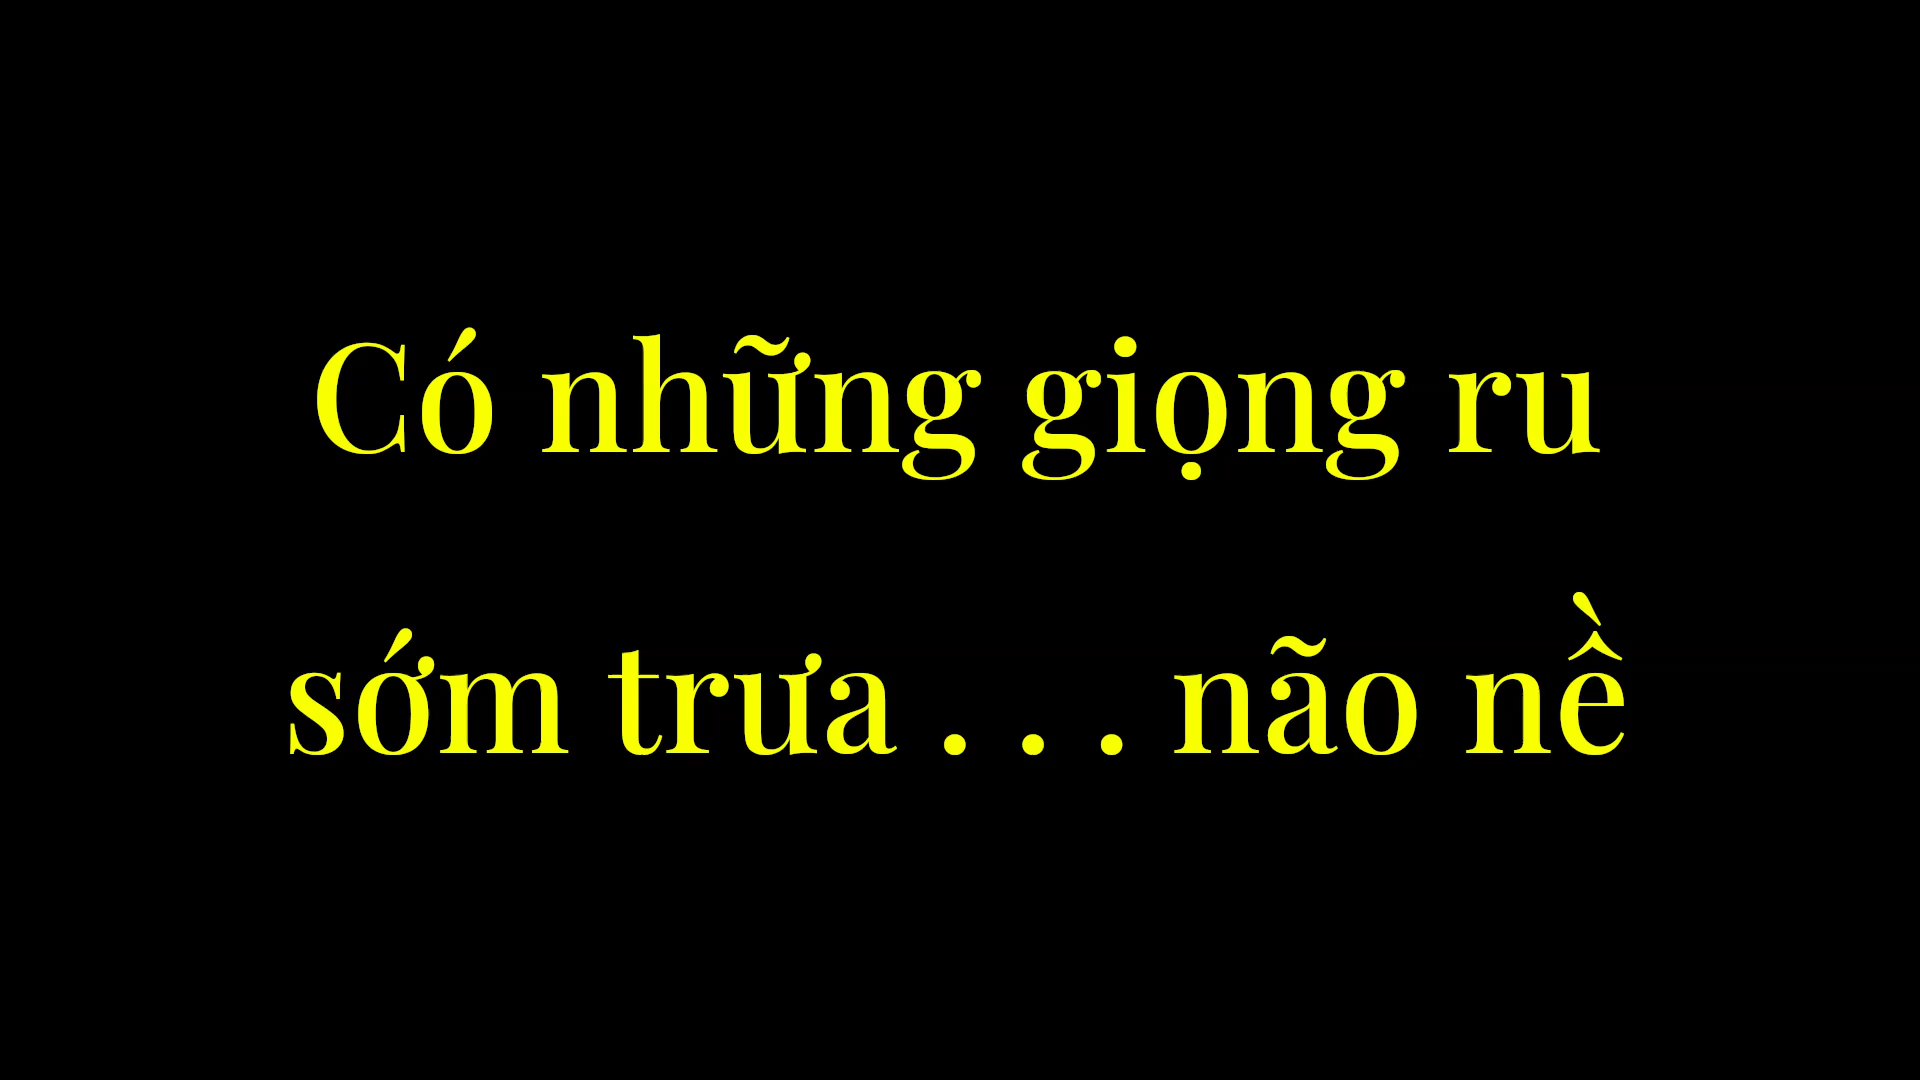 Có những giọng ru
sớm trưa . . . não nề